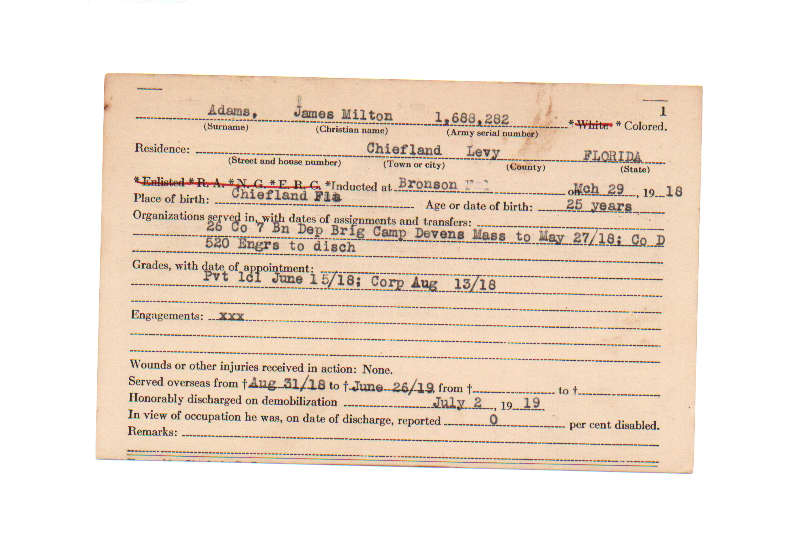 1
Adams, James Milton 1,688,282 *White *Colored.
(Surname) (Christian name) (Army serial number)
Residence: Chiefland Levy FLORIDA
(Street and house number) (Town or city) (County) (State)
*Enlisted *R. A. *N. G. *E. R. C. *Inducted at Bronson on Mch 29, 19 18
Place of birth: Chiefland Fla Age or date of birth: 25 years
Organizations served in, with dates of assignments and transfers:
26 Co 7 Bn Dep Brig Camp Devens Mass to May 27/18; Co D
520 Engrs to disch
Grades, with date of appointment:
Pvt 1cl June 15/18; Corp Aug 13/18
Engagements: xxx
Wounds or other injuries received in action: None.
Served overseas from † Aug 31/18 to † June 26/19 from † to †
Honorably discharged on demobilization July 2, 19 19
In view of occupation he was, on date of discharge, reported 0 per cent disabled.
Remarks: